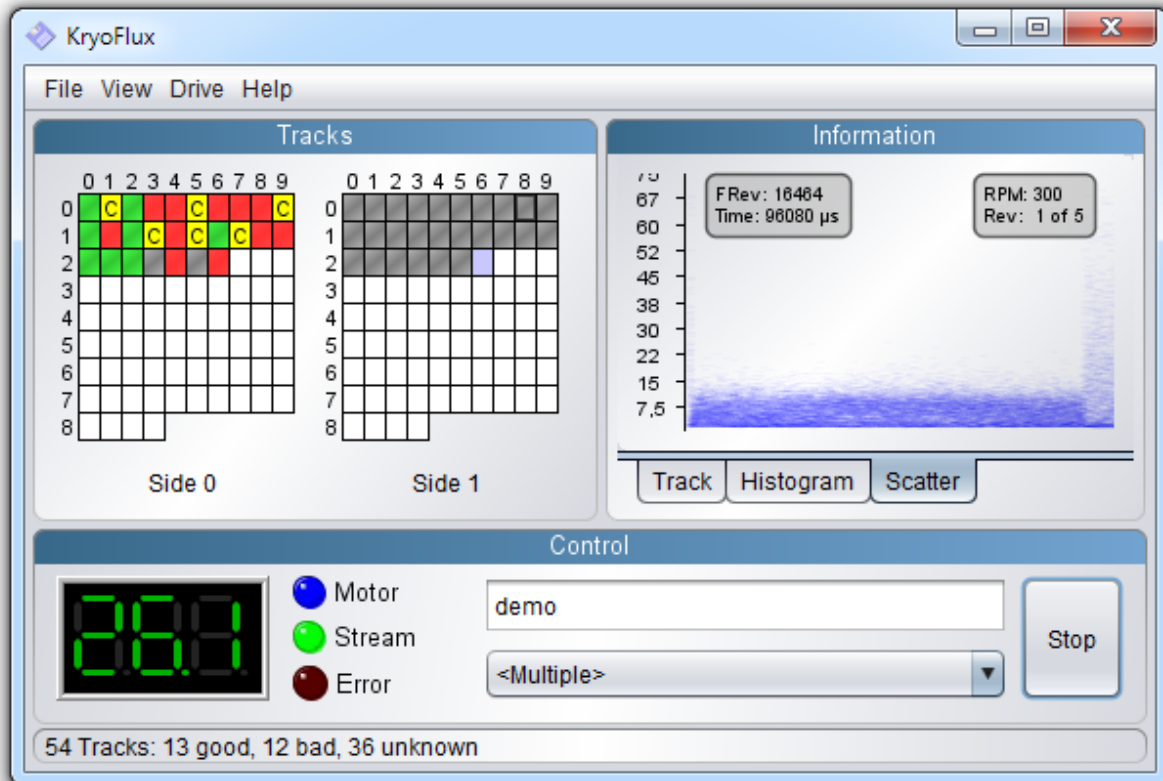 KryoFlux
File View Drive Help
Tracks
0 1 2 3 4 5 6 7 8 9
0 C C C
1 C C C
2
3
4
5
6
7
8
Side 0
0 1 2 3 4 5 6 7 8 9
0
1
2
3
4
5
6
7
8
Side 1
Information
67
60
52
45
38
30
22
15
7,5
FRev: 16464
Time: 96080 µs
RPM: 300
Rev: 1 of 5
Track Histogram Scatter
Control
26.1
Motor
Stream
Error
demo
<Multiple>
Stop
54 Tracks: 13 good, 12 bad, 36 unknown